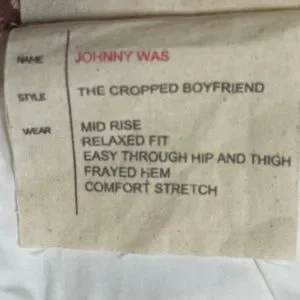 NAME JOHNNY WAS
STYLE THE CROPPED BOYFRIEND
WEAR MID RISE
RELAXED FIT
EASY THROUGH HIP AND THIGH
FRAYED HEM
COMFORT STRETCH